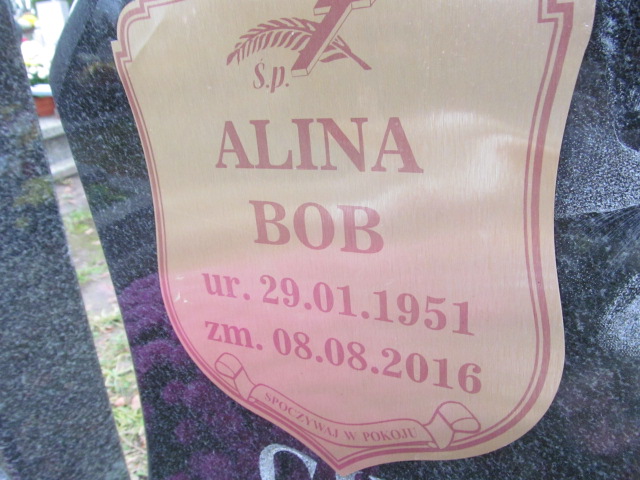 Ś.p.
ALINA
BOB
ur. 29.01.1951
zm. 08.08.2016
SPOCZYWAJ W POKOJU